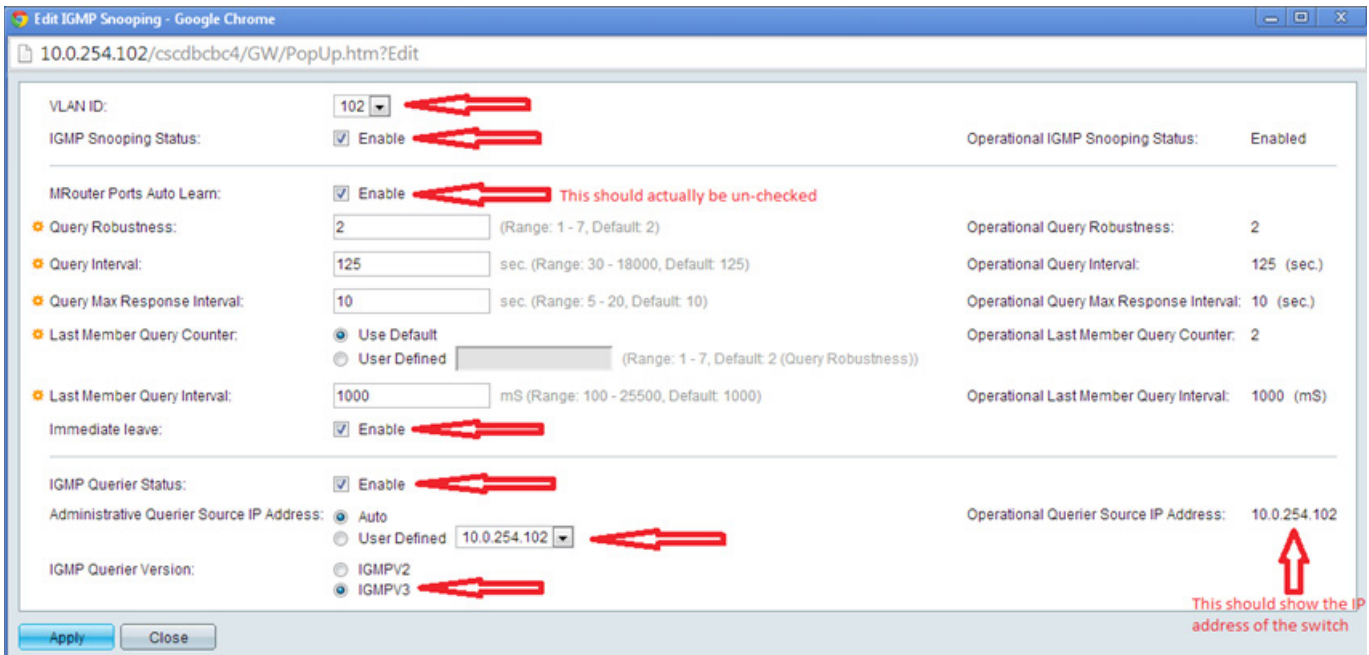 Edit IGMP Snooping - Google Chrome
10.0.254.102/cscdbcbc4/GW/PopUp.htm?Edit
VLAN ID: 102
IGMP Snooping Status: Enable Operational IGMP Snooping Status: Enabled
MRouter Ports Auto Learn: Enable This should actually be un-checked
Query Robustness: 2 (Range: 1 - 7, Default: 2) Operational Query Robustness: 2
Query Interval: 125 sec. (Range: 30 - 18000, Default: 125) Operational Query Interval: 125 (sec.)
Query Max Response Interval: 10 sec. (Range: 5 - 20, Default: 10) Operational Query Max Response Interval: 10 (sec.)
Last Member Query Counter: Use Default Operational Last Member Query Counter: 2
User Defined (Range: 1 - 7, Default: 2 (Query Robustness))
Last Member Query Interval: 1000 mS (Range: 100 - 25500, Default: 1000) Operational Last Member Query Interval: 1000 (mS)
Immediate leave: Enable
IGMP Querier Status: Enable
Administrative Querier Source IP Address: Auto Operational Querier Source IP Address: 10.0.254.102
User Defined 10.0.254.102
IGMP Querier Version: IGMPV2
IGMPV3
This should show the IP
address of the switch
Apply Close